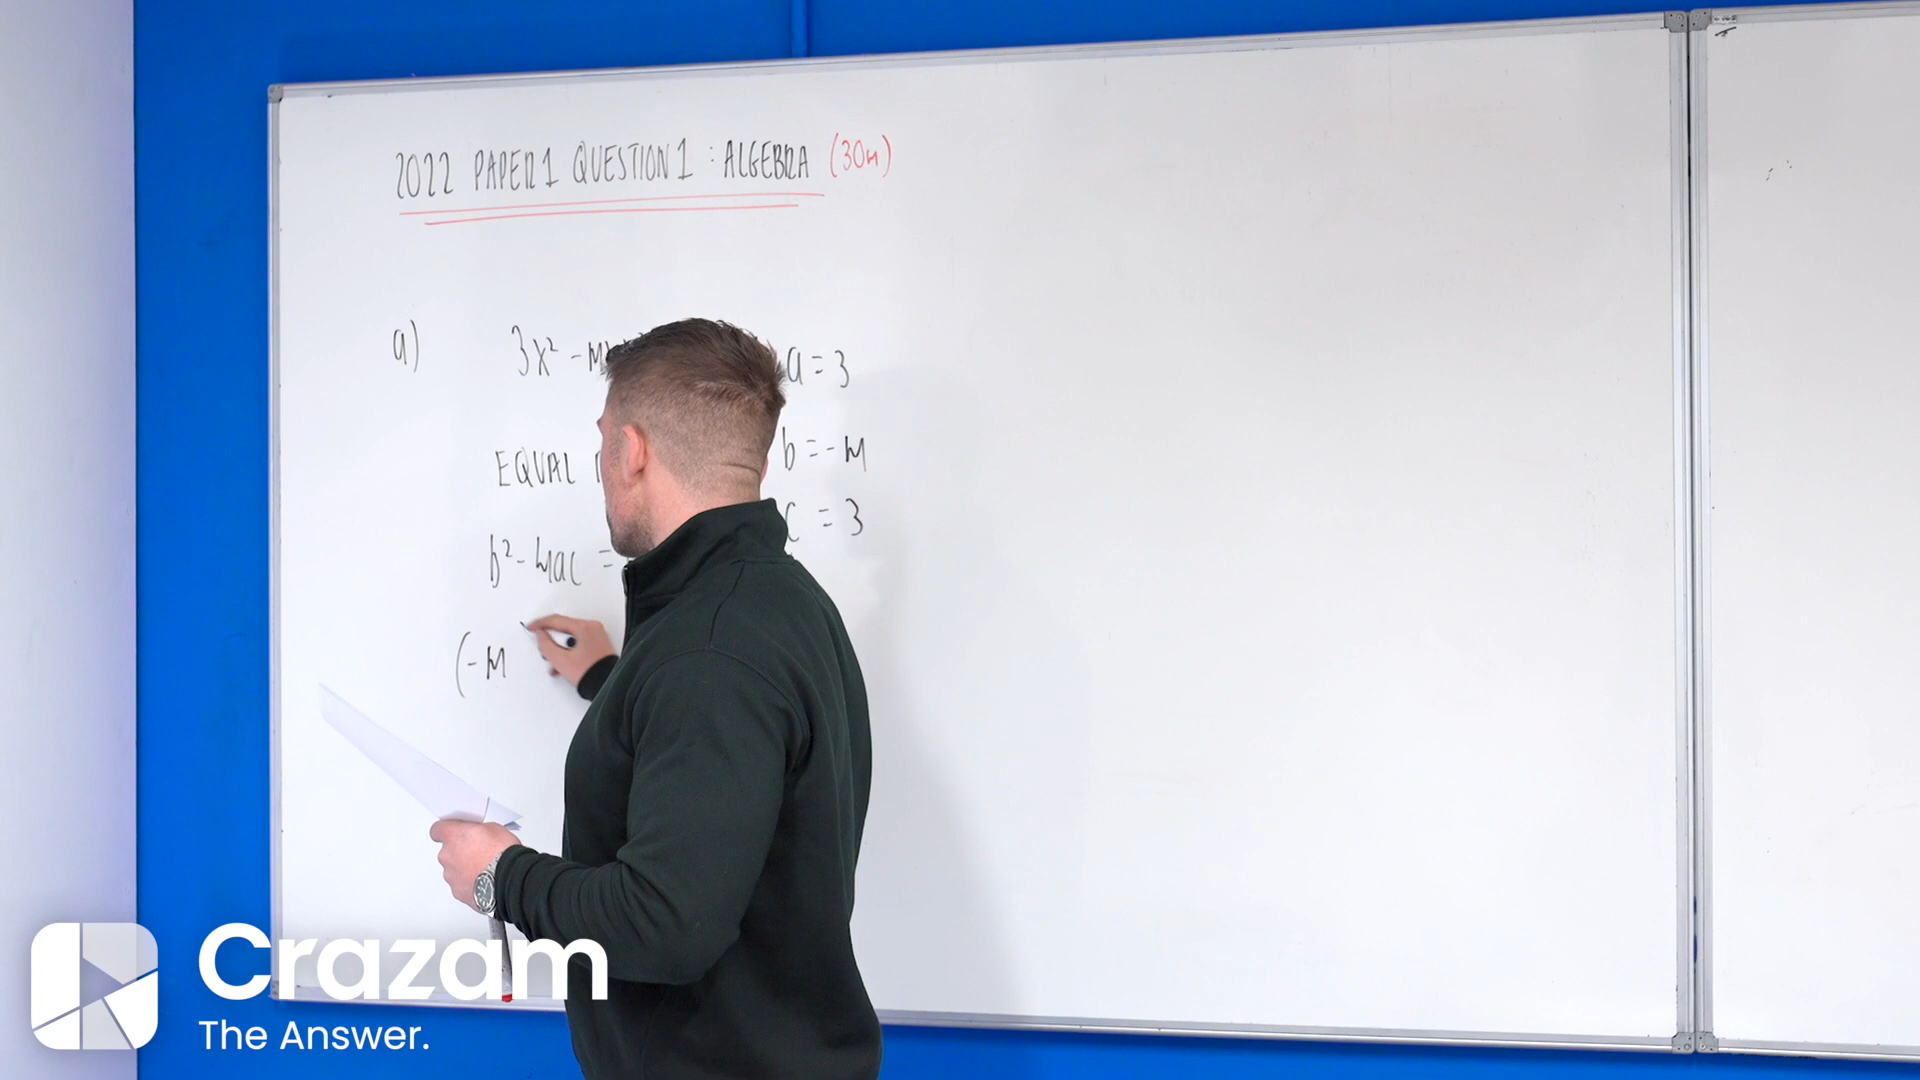 2022 PAPER 1 QUESTION 1 : ALGEBRA (30M)
a)
3x² - m
a = 3
EQUAL
b = -m
c = 3
b² - 4ac =
(-m
Crazam
The Answer.